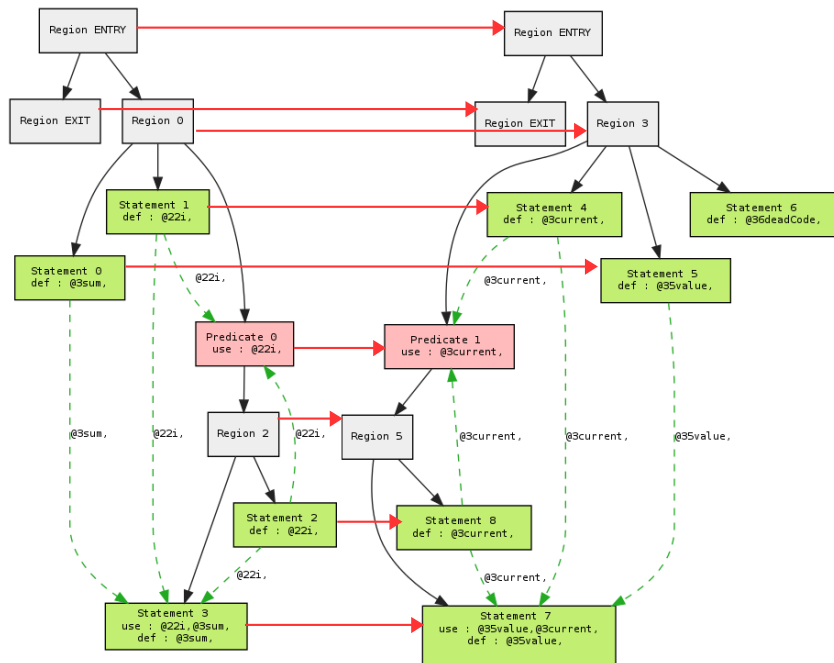 Region ENTRY
Region ENTRY
Region EXIT
Region 0
Region EXIT
Region 3
Statement 1
def : @22i,
Statement 4
def : @3current,
Statement 6
def : @36deadCode,
Statement 0
def : @3sum,
@22i,
@3current,
Statement 5
def : @35value,
Predicate 0
use : @22i,
Predicate 1
use : @3current,
Region 2
Region 5
@3sum,
@22i,
@22i,
@3current,
@3current,
@35value,
Statement 2
def : @22i,
Statement 8
def : @3current,
@22i,
@3current,
Statement 3
use : @22i,@3sum,
def : @3sum,
Statement 7
use : @35value,@3current,
def : @35value,